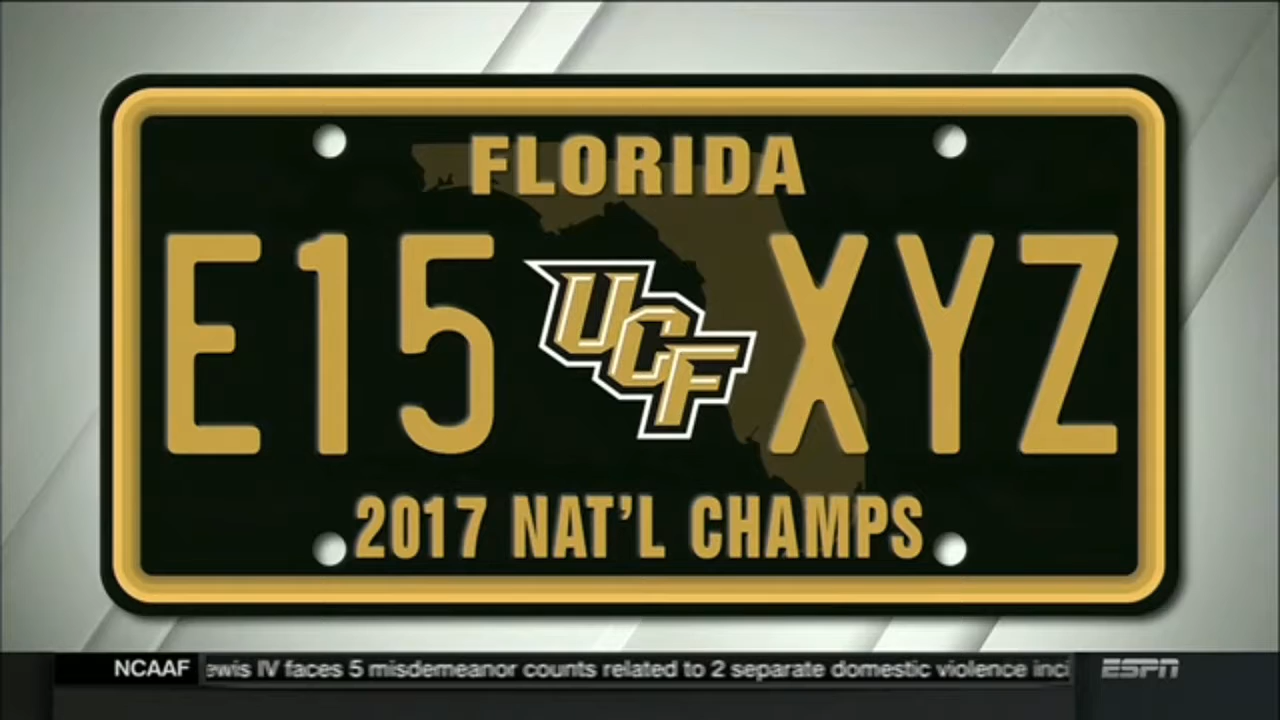 FLORIDA
E15 UCF XYZ
2017 NAT'L CHAMPS
NCAAF ewis IV faces 5 misdemeanor counts related to 2 separate domestic violence inci ESPN